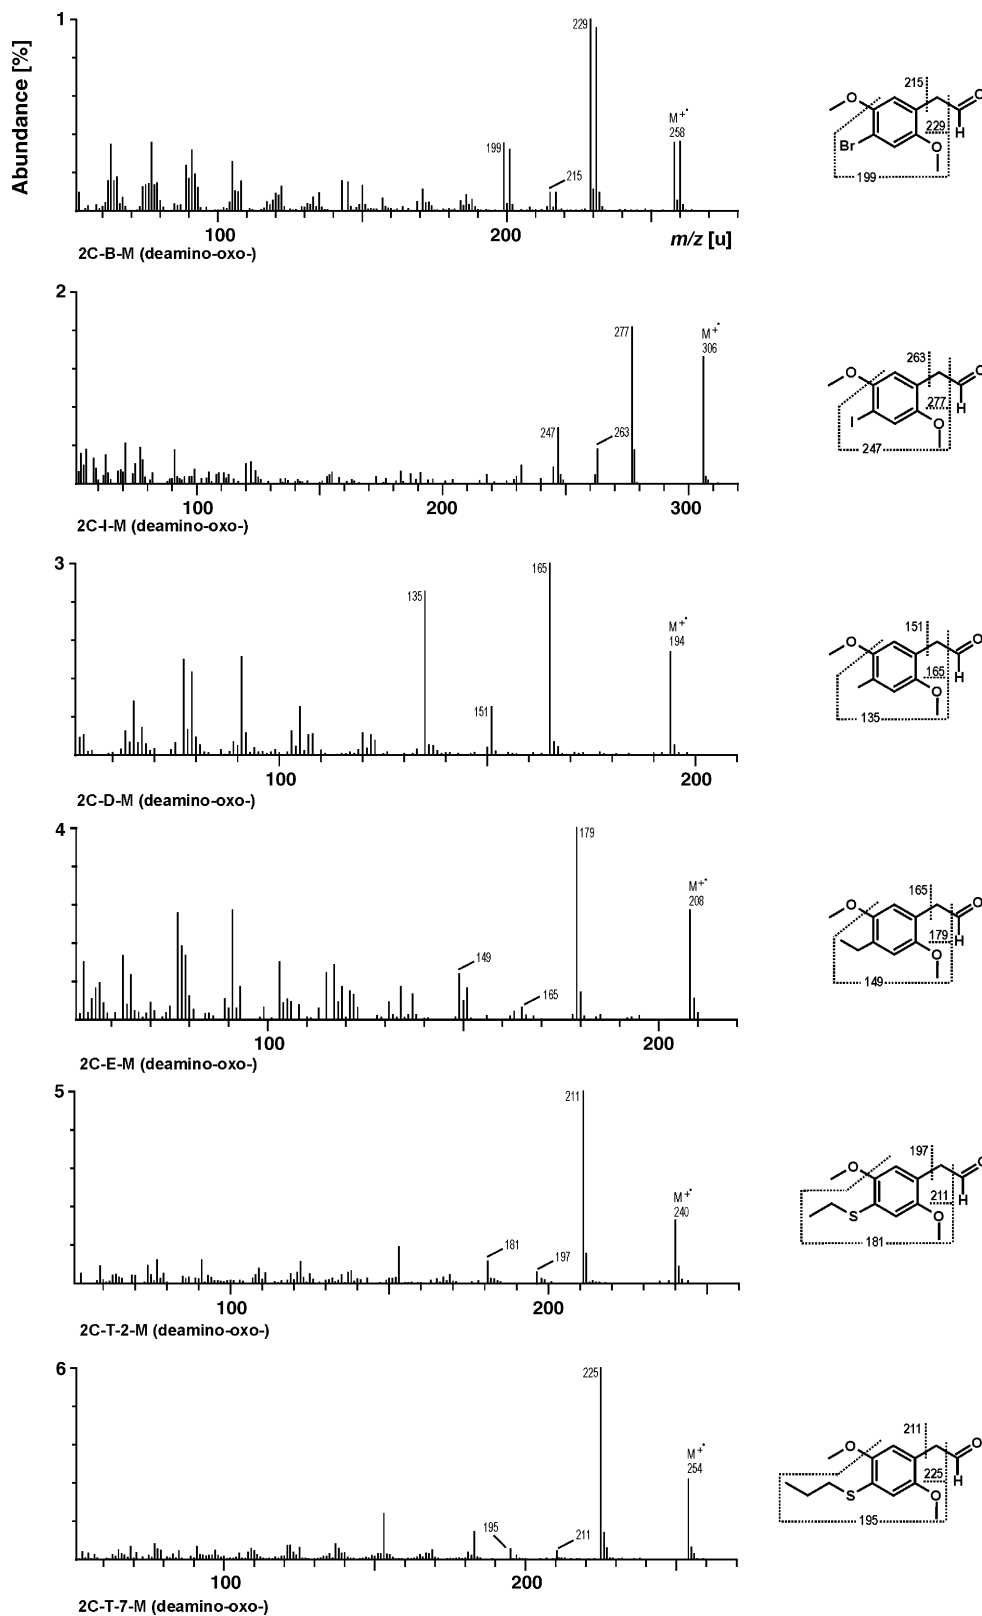 1
Abundance [%]
229
M+•
258
199
215
100
200
m/z [u]
2C-B-M (deamino-oxo-)
215
O
O
229
H
Br
O
199
2
277
M+•
306
247
263
100
200
300
2C-I-M (deamino-oxo-)
263
O
O
277
H
I
O
247
3
165
135
M+•
194
151
100
200
2C-D-M (deamino-oxo-)
151
O
O
165
H
O
135
4
179
M+•
208
149
165
100
200
2C-E-M (deamino-oxo-)
165
O
O
179
H
O
149
5
211
M+•
240
181
197
100
200
2C-T-2-M (deamino-oxo-)
197
O
O
211
H
S
O
181
6
225
M+•
254
195
211
100
200
2C-T-7-M (deamino-oxo-)
211
O
O
225
H
S
O
195